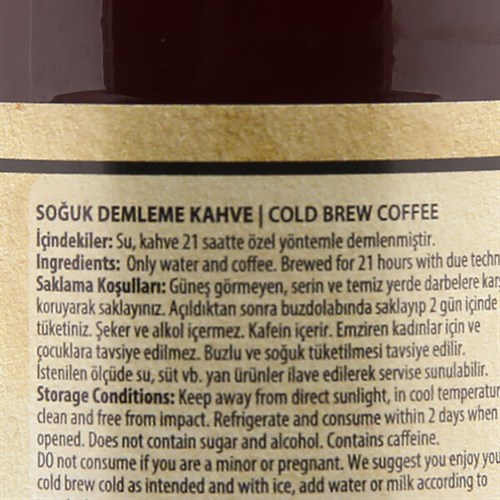 SOĞUK DEMLEME KAHVE | COLD BREW COFFEE
İçindekiler: Su, kahve 21 saatte özel yöntemle demlenmiştir.
Ingredients: Only water and coffee. Brewed for 21 hours with due techn
Saklama Koşulları: Güneş görmeyen, serin ve temiz yerde darbelere karş
koruyarak saklayınız. Açıldıktan sonra buzdolabında saklayıp 2 gün içinde
tüketiniz. Şeker ve alkol içermez. Kafein içerir. Emziren kadınlar için ve
çocuklara tavsiye edilmez. Buzlu ve soğuk tüketilmesi tavsiye edilir.
İstenilen ölçüde su, süt vb. yan ürünler ilave edilerek servise sunulabilir.
Storage Conditions: Keep away from direct sunlight, in cool temperatur
clean and free from impact. Refrigerate and consume within 2 days when
opened. Does not contain sugar and alcohol. Contains caffeine.
DO not consume if you are a minor or pregnant. We suggest you enjoy you
cold brew cold as intended and with ice, add water or milk according to